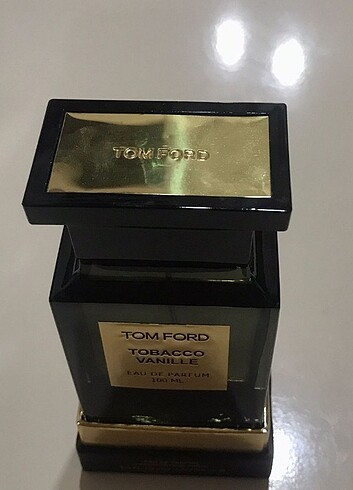 TOM FORD
TOM FORD
TOBACCO
VANILLE
EAU DE PARFUM
100 ML